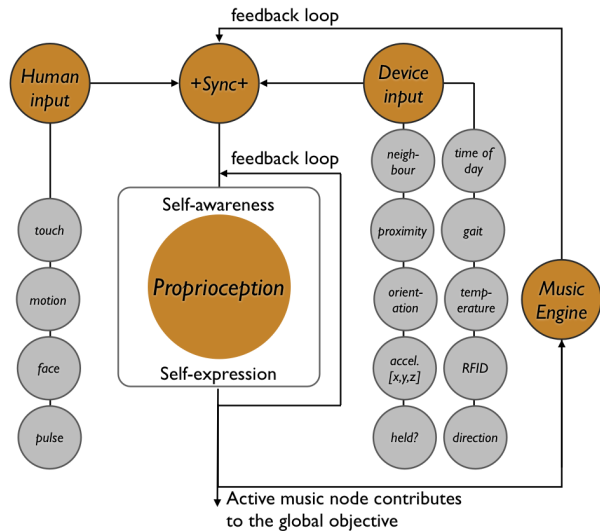 feedback loop
Human
input
+Sync+
Device
input
feedback loop
neigh-
bour
time of
day
Self-awareness
touch
proximity
gait
Proprioception
motion
orient-
ation
temp-
erature
Music
Engine
face
Self-expression
accel.
[x,y,z]
RFID
pulse
held?
direction
Active music node contributes
to the global objective